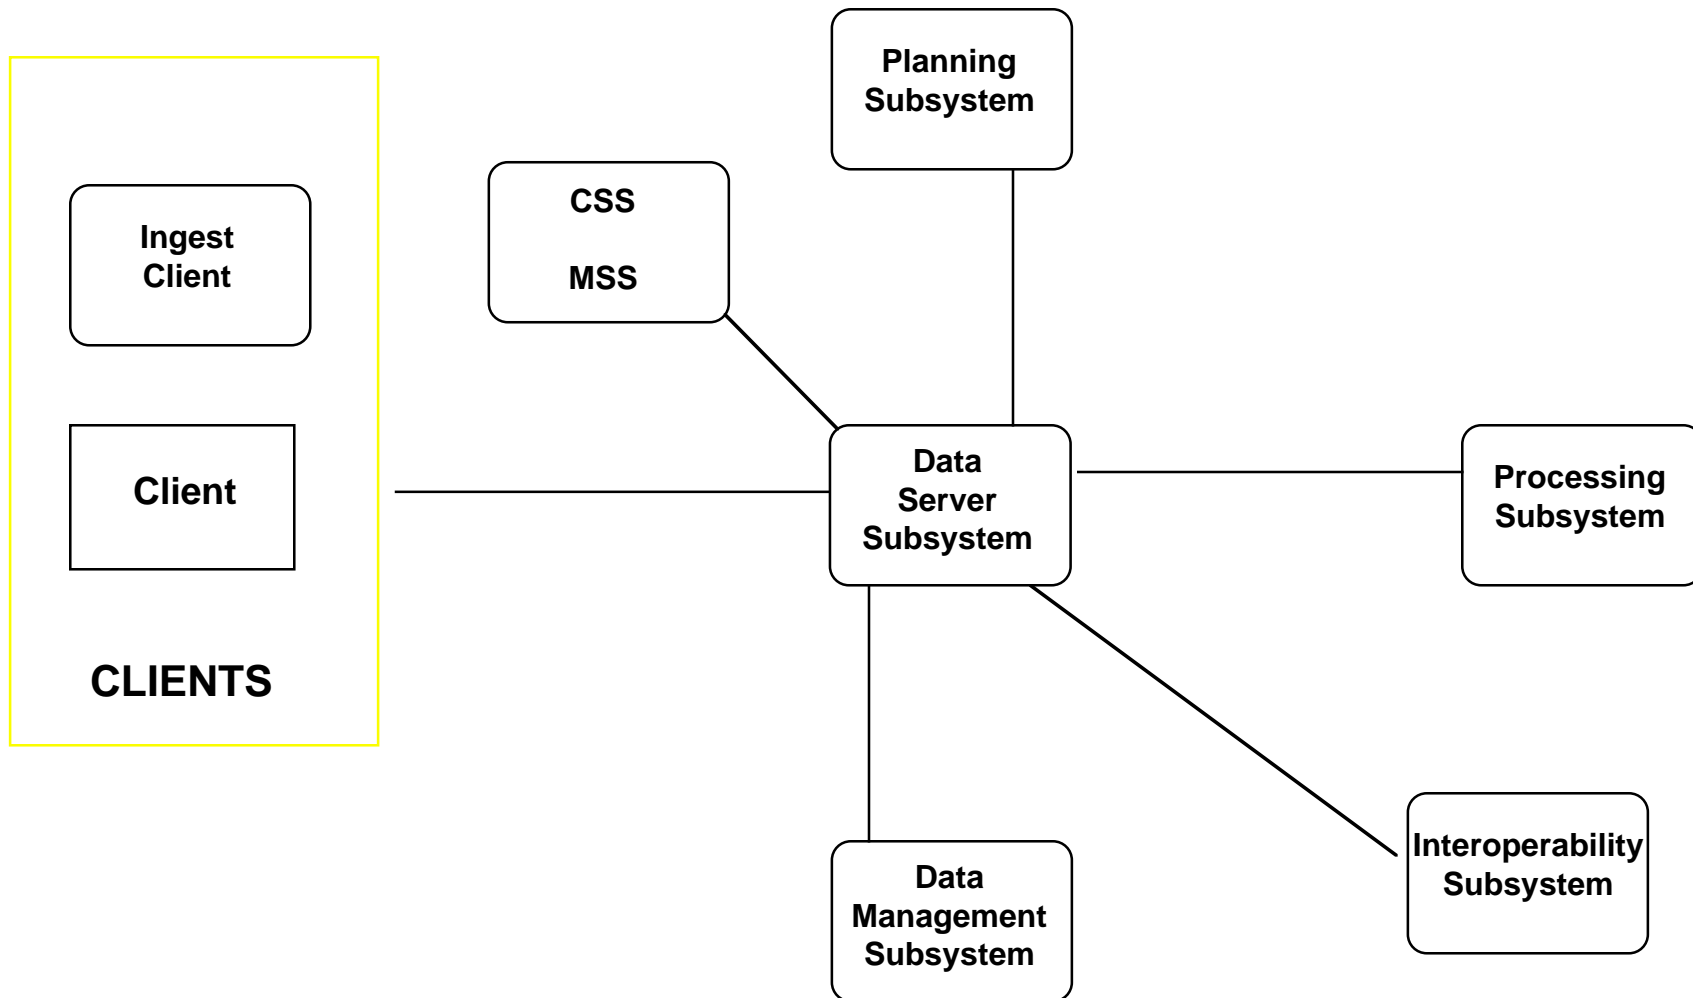 Planning
Subsystem
CSS
MSS
Ingest
Client
Client
CLIENTS
Data
Server
Subsystem
Processing
Subsystem
Interoperability
Subsystem
Data
Management
Subsystem